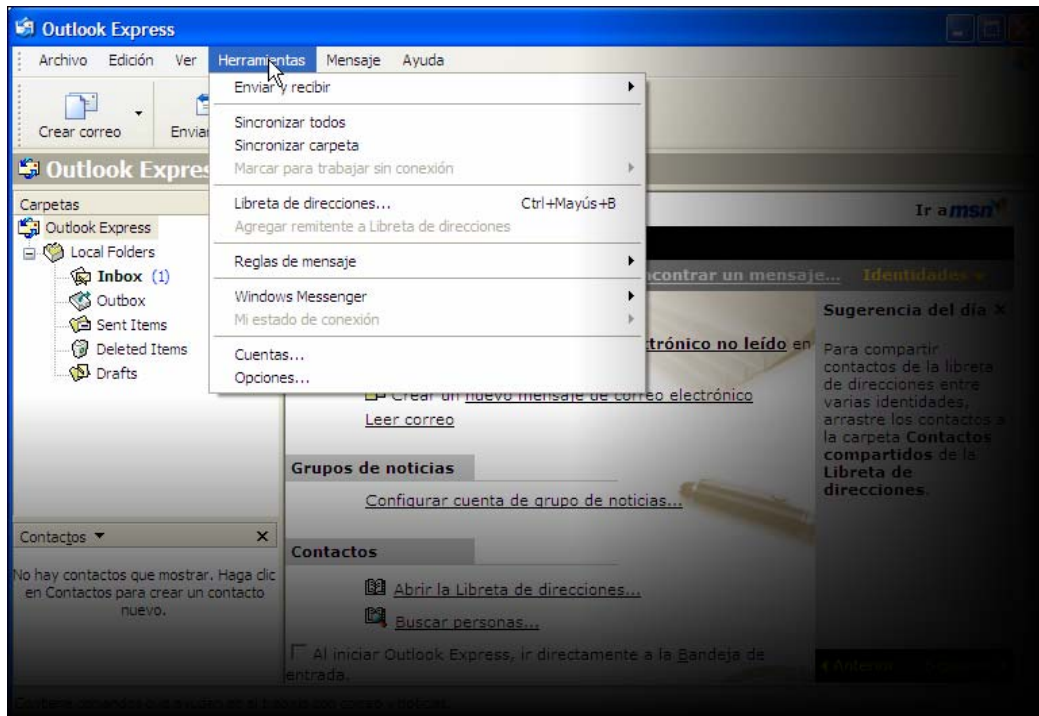 Outlook Express
Archivo Edición Ver Herramientas Mensaje Ayuda
Crear correo Enviar
Outlook Expres
Enviar y recibir
Sincronizar todos
Sincronizar carpeta
Marcar para trabajar sin conexión
Libreta de direcciones... Ctrl+Mayús+B
Agregar remitente a Libreta de direcciones
Reglas de mensaje
Windows Messenger
Mi estado de conexión
Cuentas...
Opciones...
Carpetas
Outlook Express
Local Folders
Inbox (1)
Outbox
Sent Items
Deleted Items
Drafts
Contactos
No hay contactos que mostrar. Haga clic
en Contactos para crear un contacto
nuevo.
Ir a msn
un mensaje... Identidades
no leído en
Crear un nuevo mensaje de correo electrónico
Leer correo
Grupos de noticias
Configurar cuenta de grupo de noticias...
Contactos
Abrir la Libreta de direcciones...
Buscar personas...
Al iniciar Outlook Express, ir directamente a la Bandeja de
entrada.
Sugerencia del día
Para compartir
contactos de la libreta
de direcciones entre
varias identidades,
arrastre los contactos a
la carpeta Contactos
compartidos de la
Libreta de
direcciones.
Anterior